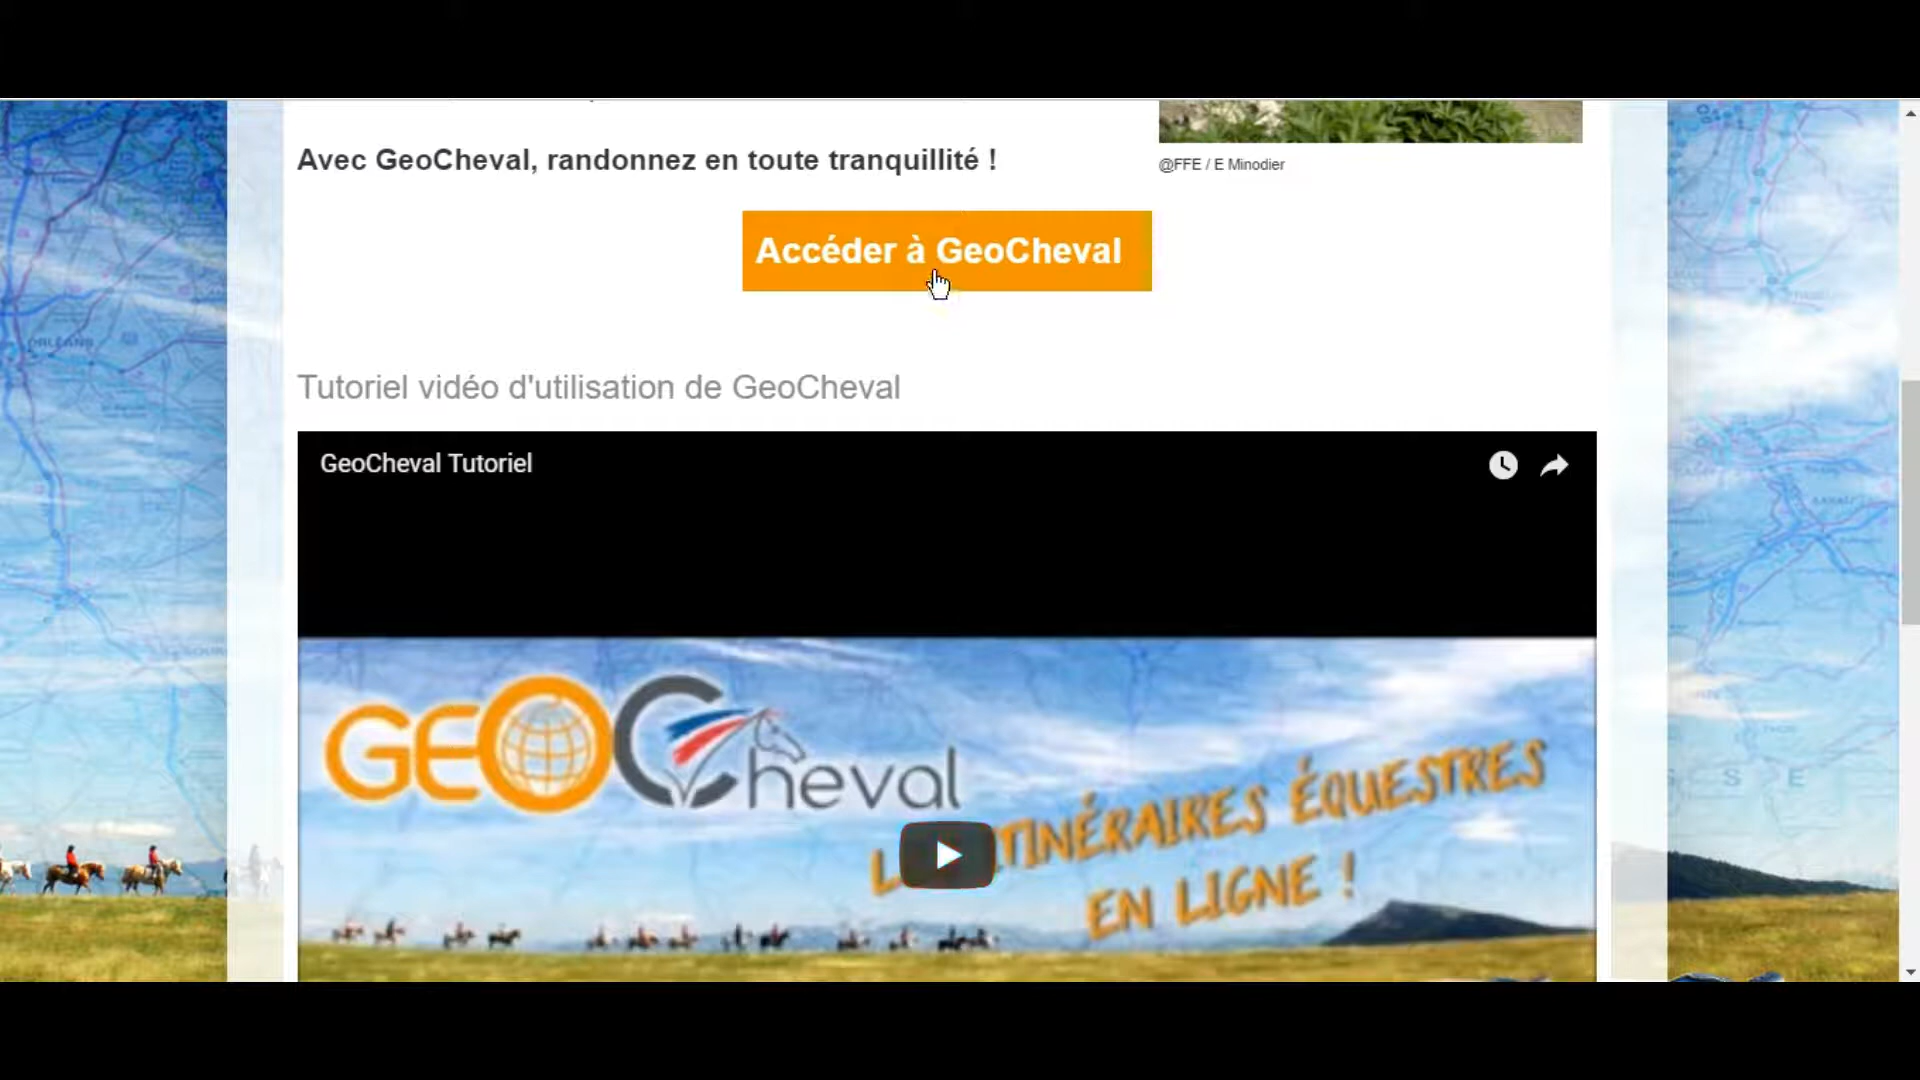 Avec GeoCheval, randonnez en toute tranquillité !
@FFE / E Minodier
Accéder à GeoCheval
Tutoriel vidéo d'utilisation de GeoCheval
GeoCheval Tutoriel
GEOCheval
ITINÉRAIRES ÉQUESTRES
EN LIGNE !
ORLÉANS